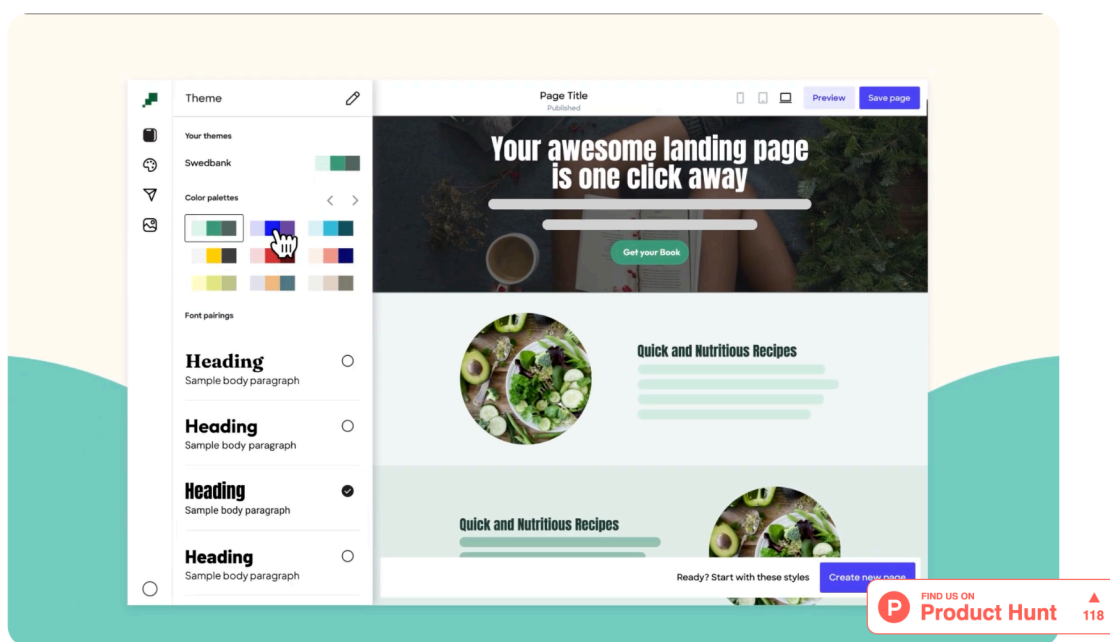 Theme
Page Title
Published
Preview
Save page
Your themes
Swedbank
Color palettes
Font pairings
Heading
Sample body paragraph
Heading
Sample body paragraph
Heading
Sample body paragraph
Heading
Sample body paragraph
Your awesome landing page
is one click away
Get your Book
Quick and Nutritious Recipes
Quick and Nutritious Recipes
Ready? Start with these styles
Create new page
P
FIND US ON
Product Hunt
118